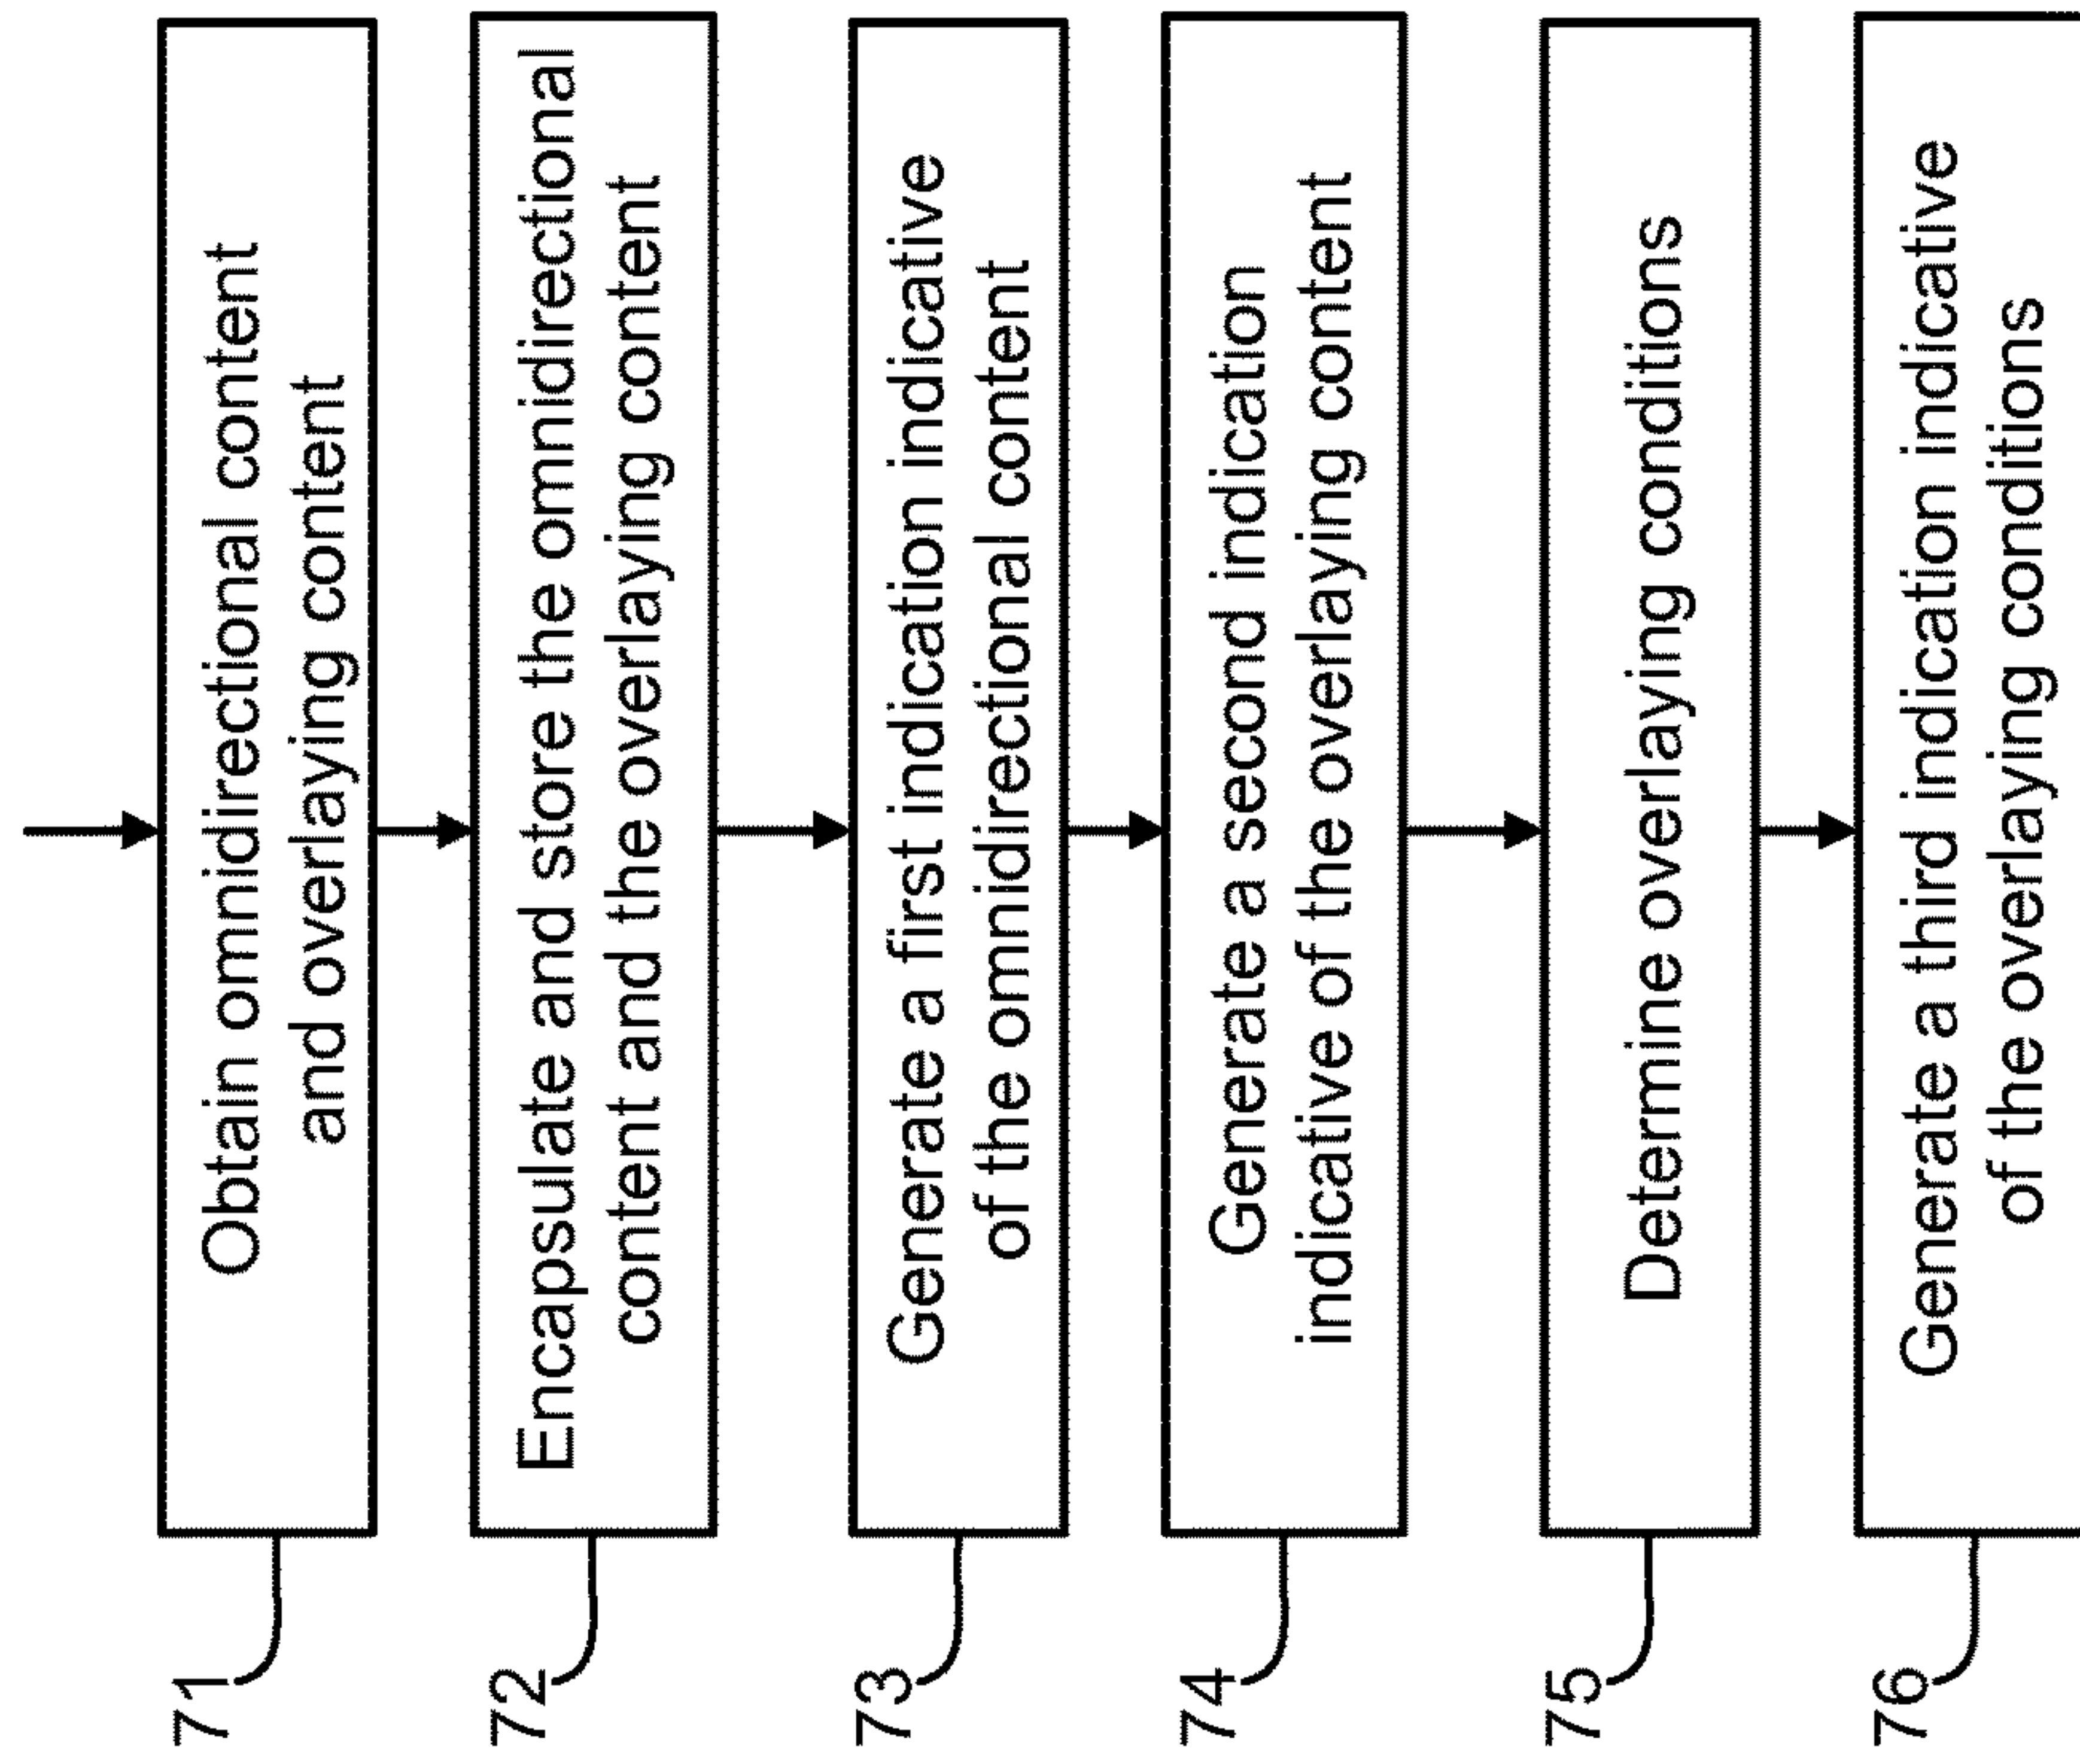 71
Obtain omnidirectional content
and overlaying content
72
Encapsulate and store the omnidirectional
content and the overlaying content
73
Generate a first indication indicative
of the omnidirectional content
74
Generate a second indication
indicative of the overlaying content
75
Determine overlaying conditions
76
Generate a third indication indicative
of the overlaying conditions